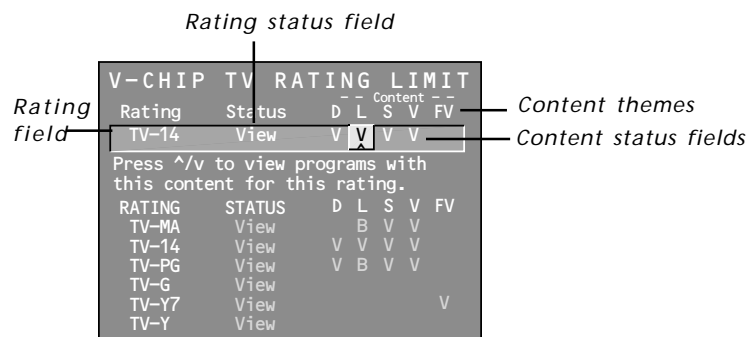 Rating status field
V-CHIP TV RATING LIMIT
-- Content --
Rating Status D L S V FV
TV-14 View V V V V
Press ^/v to view programs with
this content for this rating.
RATING STATUS D L S V FV
TV-MA View B V V
TV-14 View V V V V
TV-PG View V B V V
TV-G View
TV-Y7 View V
TV-Y View
Rating
field
Content themes
Content status fields